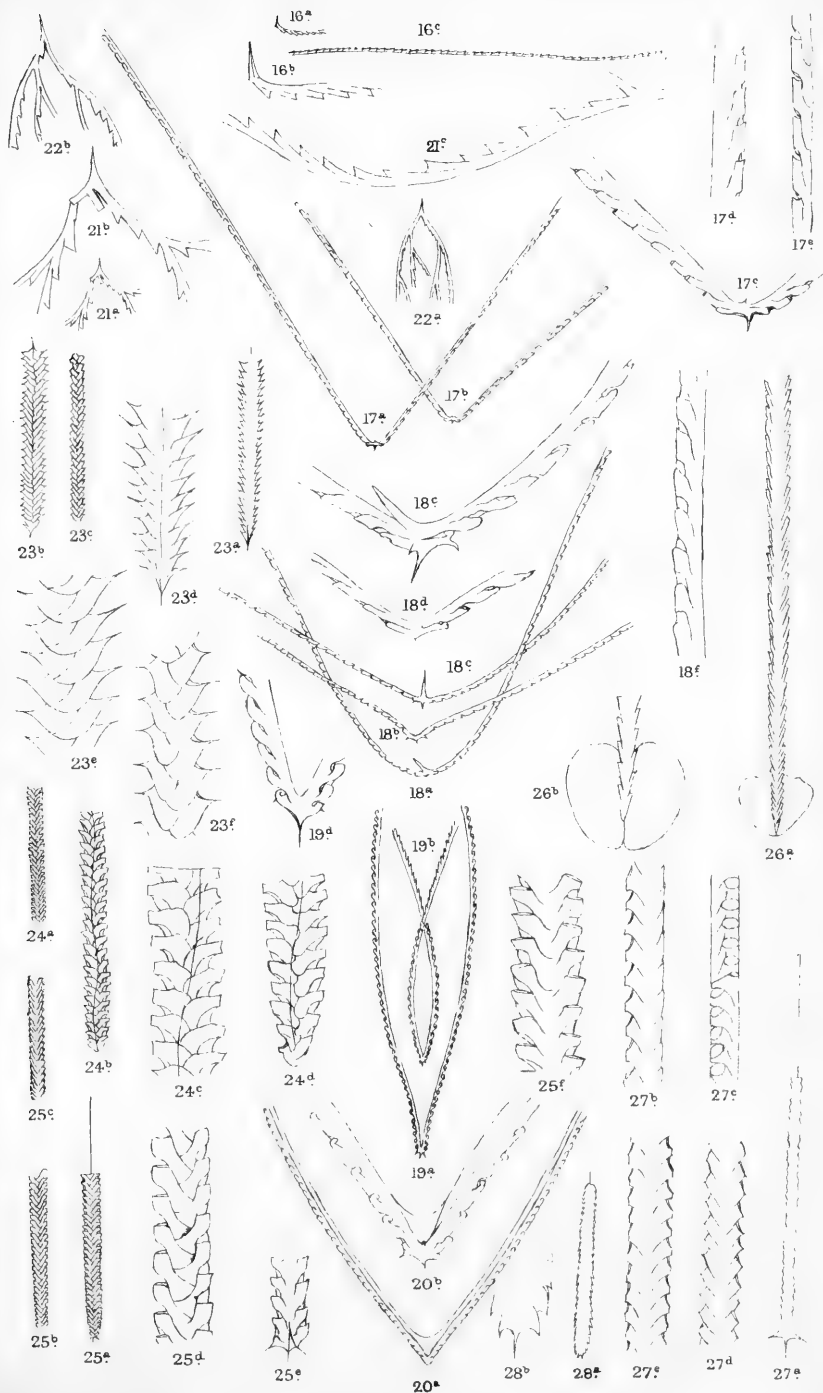 16ª
16ᶜ
16ᵇ
21ᶜ
22ᵇ
17ᵈ
17ᵉ
21ᵇ
17ᶜ
21ª
22ª
17ª
17ᵇ
18ᵉ
23ᵇ
23ᶜ
23ª
23ᵈ
18ᵈ
18ᶜ
18ᶠ
18ᵇ
23ᵉ
18ª
23ᶠ
19ᵈ
26ᵇ
26ª
19ᵇ
24ª
24ᵇ
24ᶜ
24ᵈ
25ᶠ
27ᵇ
27ᶜ
25ᶜ
19ª
20ᵇ
25ᵇ
25ª
25ᵈ
25ᵉ
20ª
28ᵇ
28ª
27ᵉ
27ᵈ
27ª